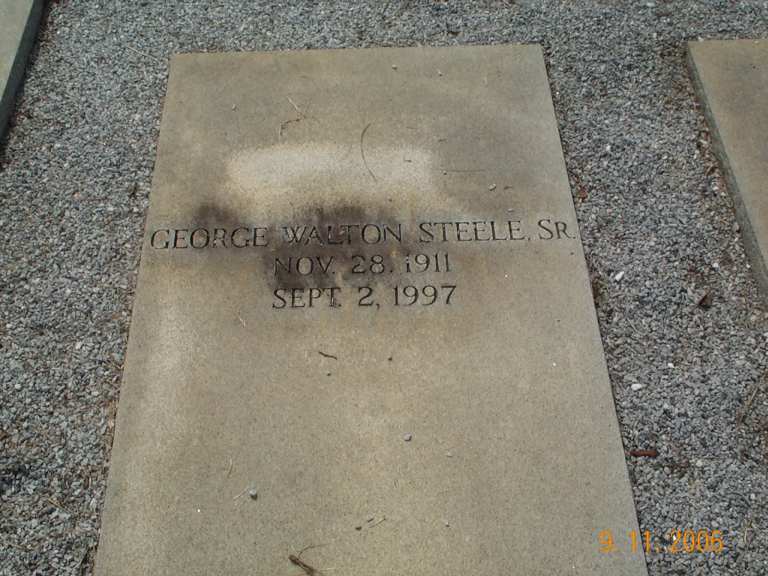 GEORGE WALTON STEELE, SR.
NOV. 28, 1911
SEPT. 2, 1997
9. 11. 2006